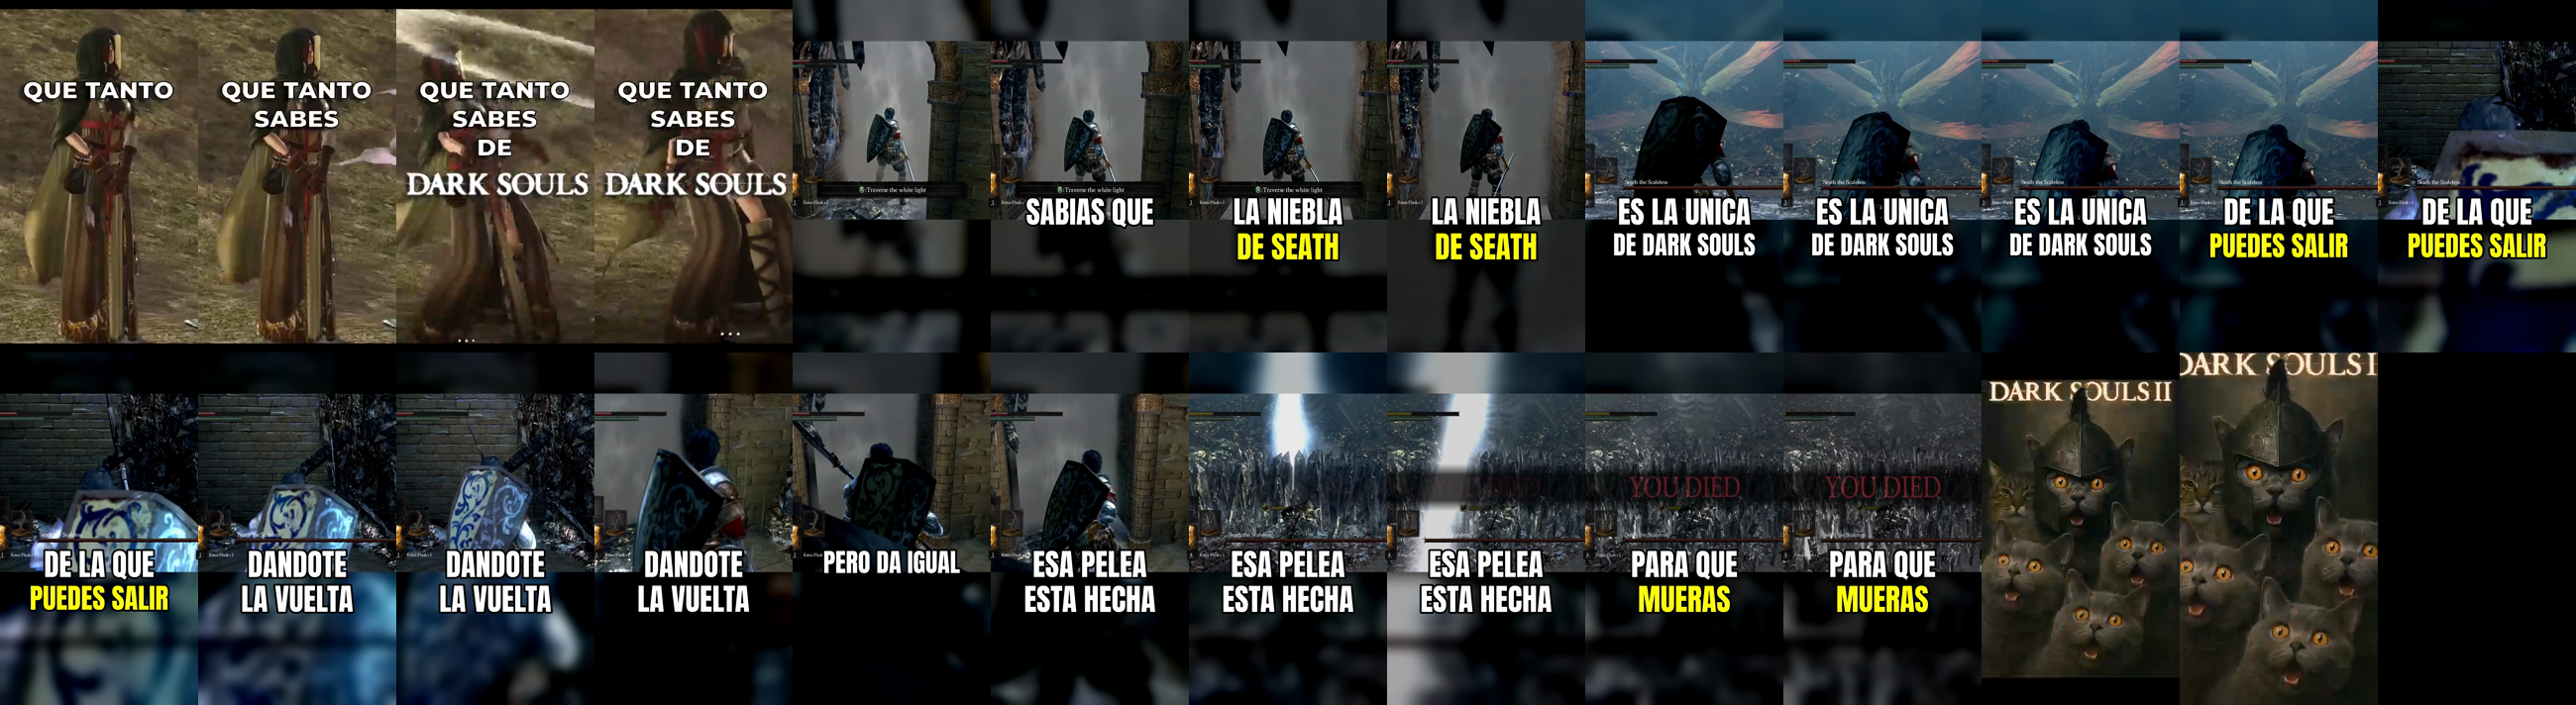 QUE TANTO
QUE TANTO
SABES
QUE TANTO
SABES
DE
DARK SOULS
QUE TANTO
SABES
DE
DARK SOULS
:Traverse the white light
:Traverse the white light
SABIAS QUE
:Traverse the white light
LA NIEBLA
DE SEATH
LA NIEBLA
DE SEATH
Seath the Scaleless
ES LA UNICA
DE DARK SOULS
Seath the Scaleless
ES LA UNICA
DE DARK SOULS
Seath the Scaleless
ES LA UNICA
DE DARK SOULS
Seath the Scaleless
DE LA QUE
PUEDES SALIR
Seath the Scaleless
DE LA QUE
PUEDES SALIR
DE LA QUE
PUEDES SALIR
DANDOTE
LA VUELTA
DANDOTE
LA VUELTA
DANDOTE
LA VUELTA
PERO DA IGUAL
ESA PELEA
ESTA HECHA
ESA PELEA
ESTA HECHA
ESA PELEA
ESTA HECHA
YOU DIED
PARA QUE
MUERAS
YOU DIED
PARA QUE
MUERAS
DARK SOULS II
DARK SOULS I